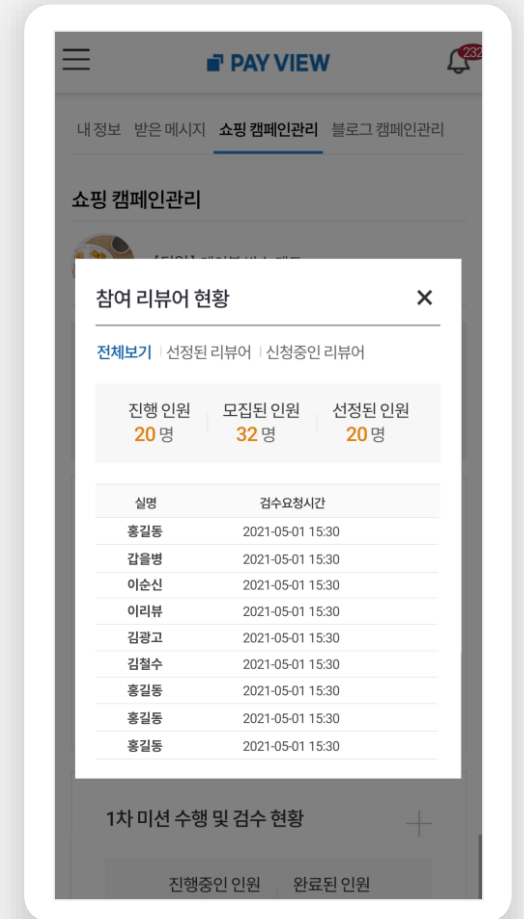 PAY VIEW
232
내 정보 받은 메시지 쇼핑 캠페인관리 블로그 캠페인관리
쇼핑 캠페인관리
참여 리뷰어 현황
전체보기 선정된 리뷰어 신청중인 리뷰어
진행 인원 모집된 인원 선정된 인원
20 명 32 명 20 명
실명 검수요청시간
홍길동 2021-05-01 15:30
갑을병 2021-05-01 15:30
이순신 2021-05-01 15:30
이리뷰 2021-05-01 15:30
김광고 2021-05-01 15:30
김철수 2021-05-01 15:30
홍길동 2021-05-01 15:30
홍길동 2021-05-01 15:30
홍길동 2021-05-01 15:30
1차 미션 수행 및 검수 현황
진행중인 인원 완료된 인원